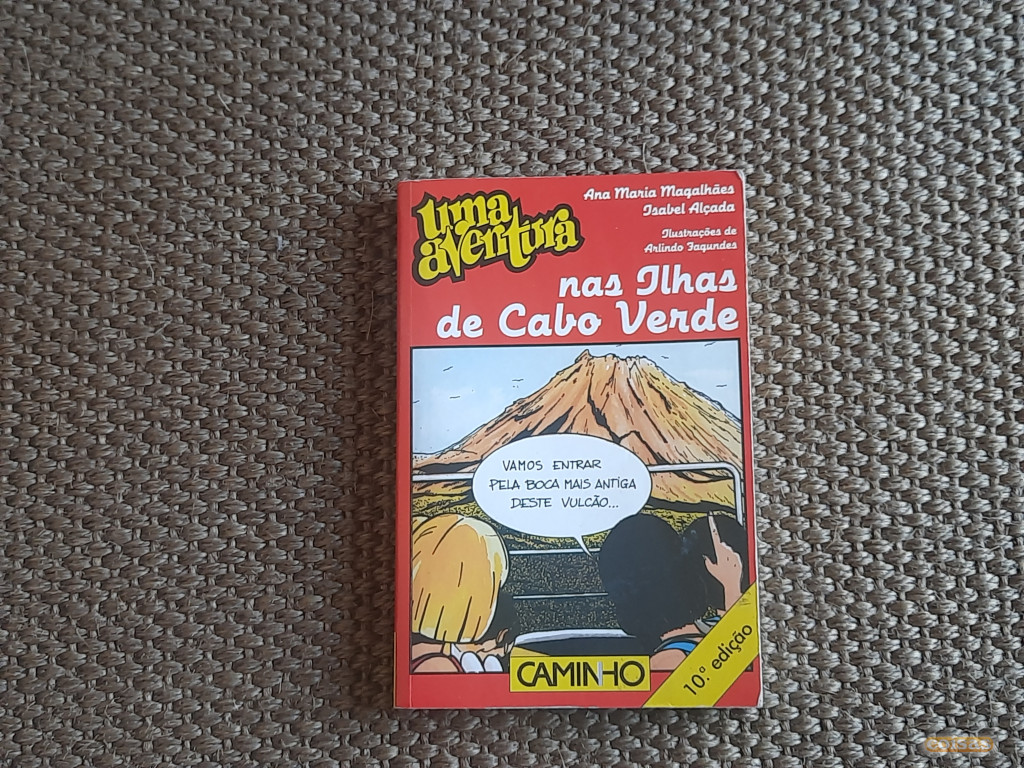 uma
aventura
Ana Maria Magalhães
Isabel Alçada
Ilustrações de
Arlindo Fagundes
nas Ilhas
de Cabo Verde
VAMOS ENTRAR
PELA BOCA MAIS ANTIGA
DESTE VULCÃO...
CAMINHO
10.ª edição